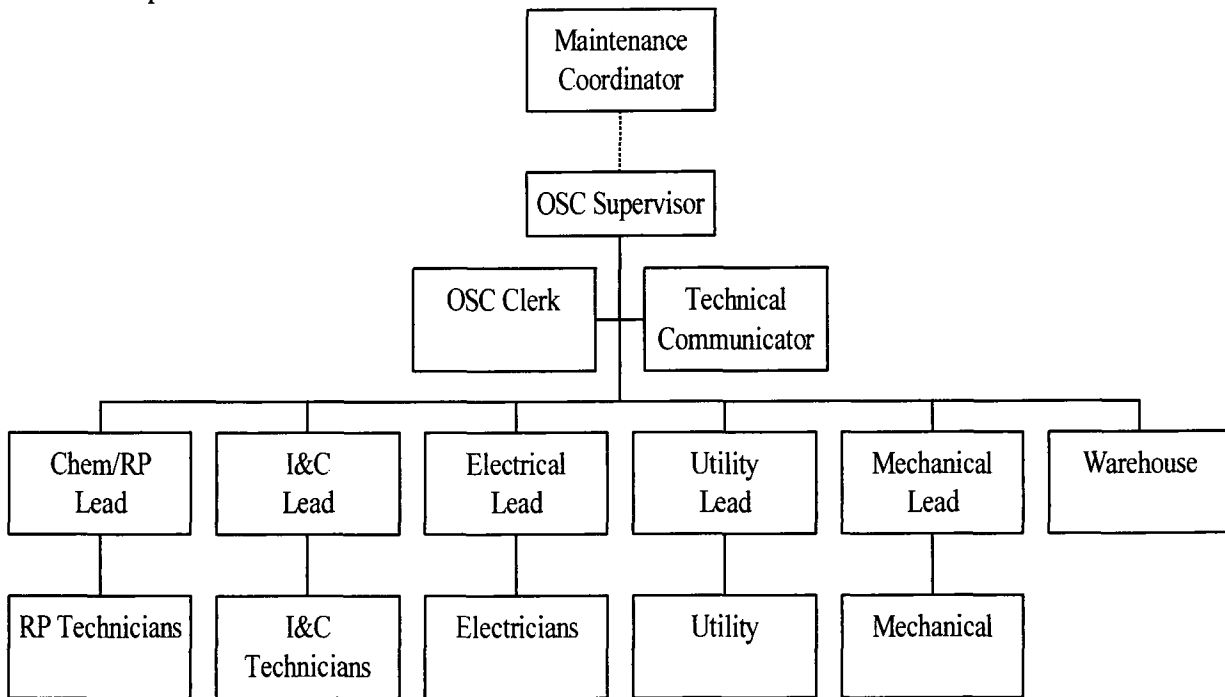 Maintenance
Coordinator
OSC Supervisor
OSC Clerk
Technical
Communicator
Chem/RP
Lead
I&C
Lead
Electrical
Lead
Utility
Lead
Mechanical
Lead
Warehouse
RP Technicians
I&C
Technicians
Electricians
Utility
Mechanical